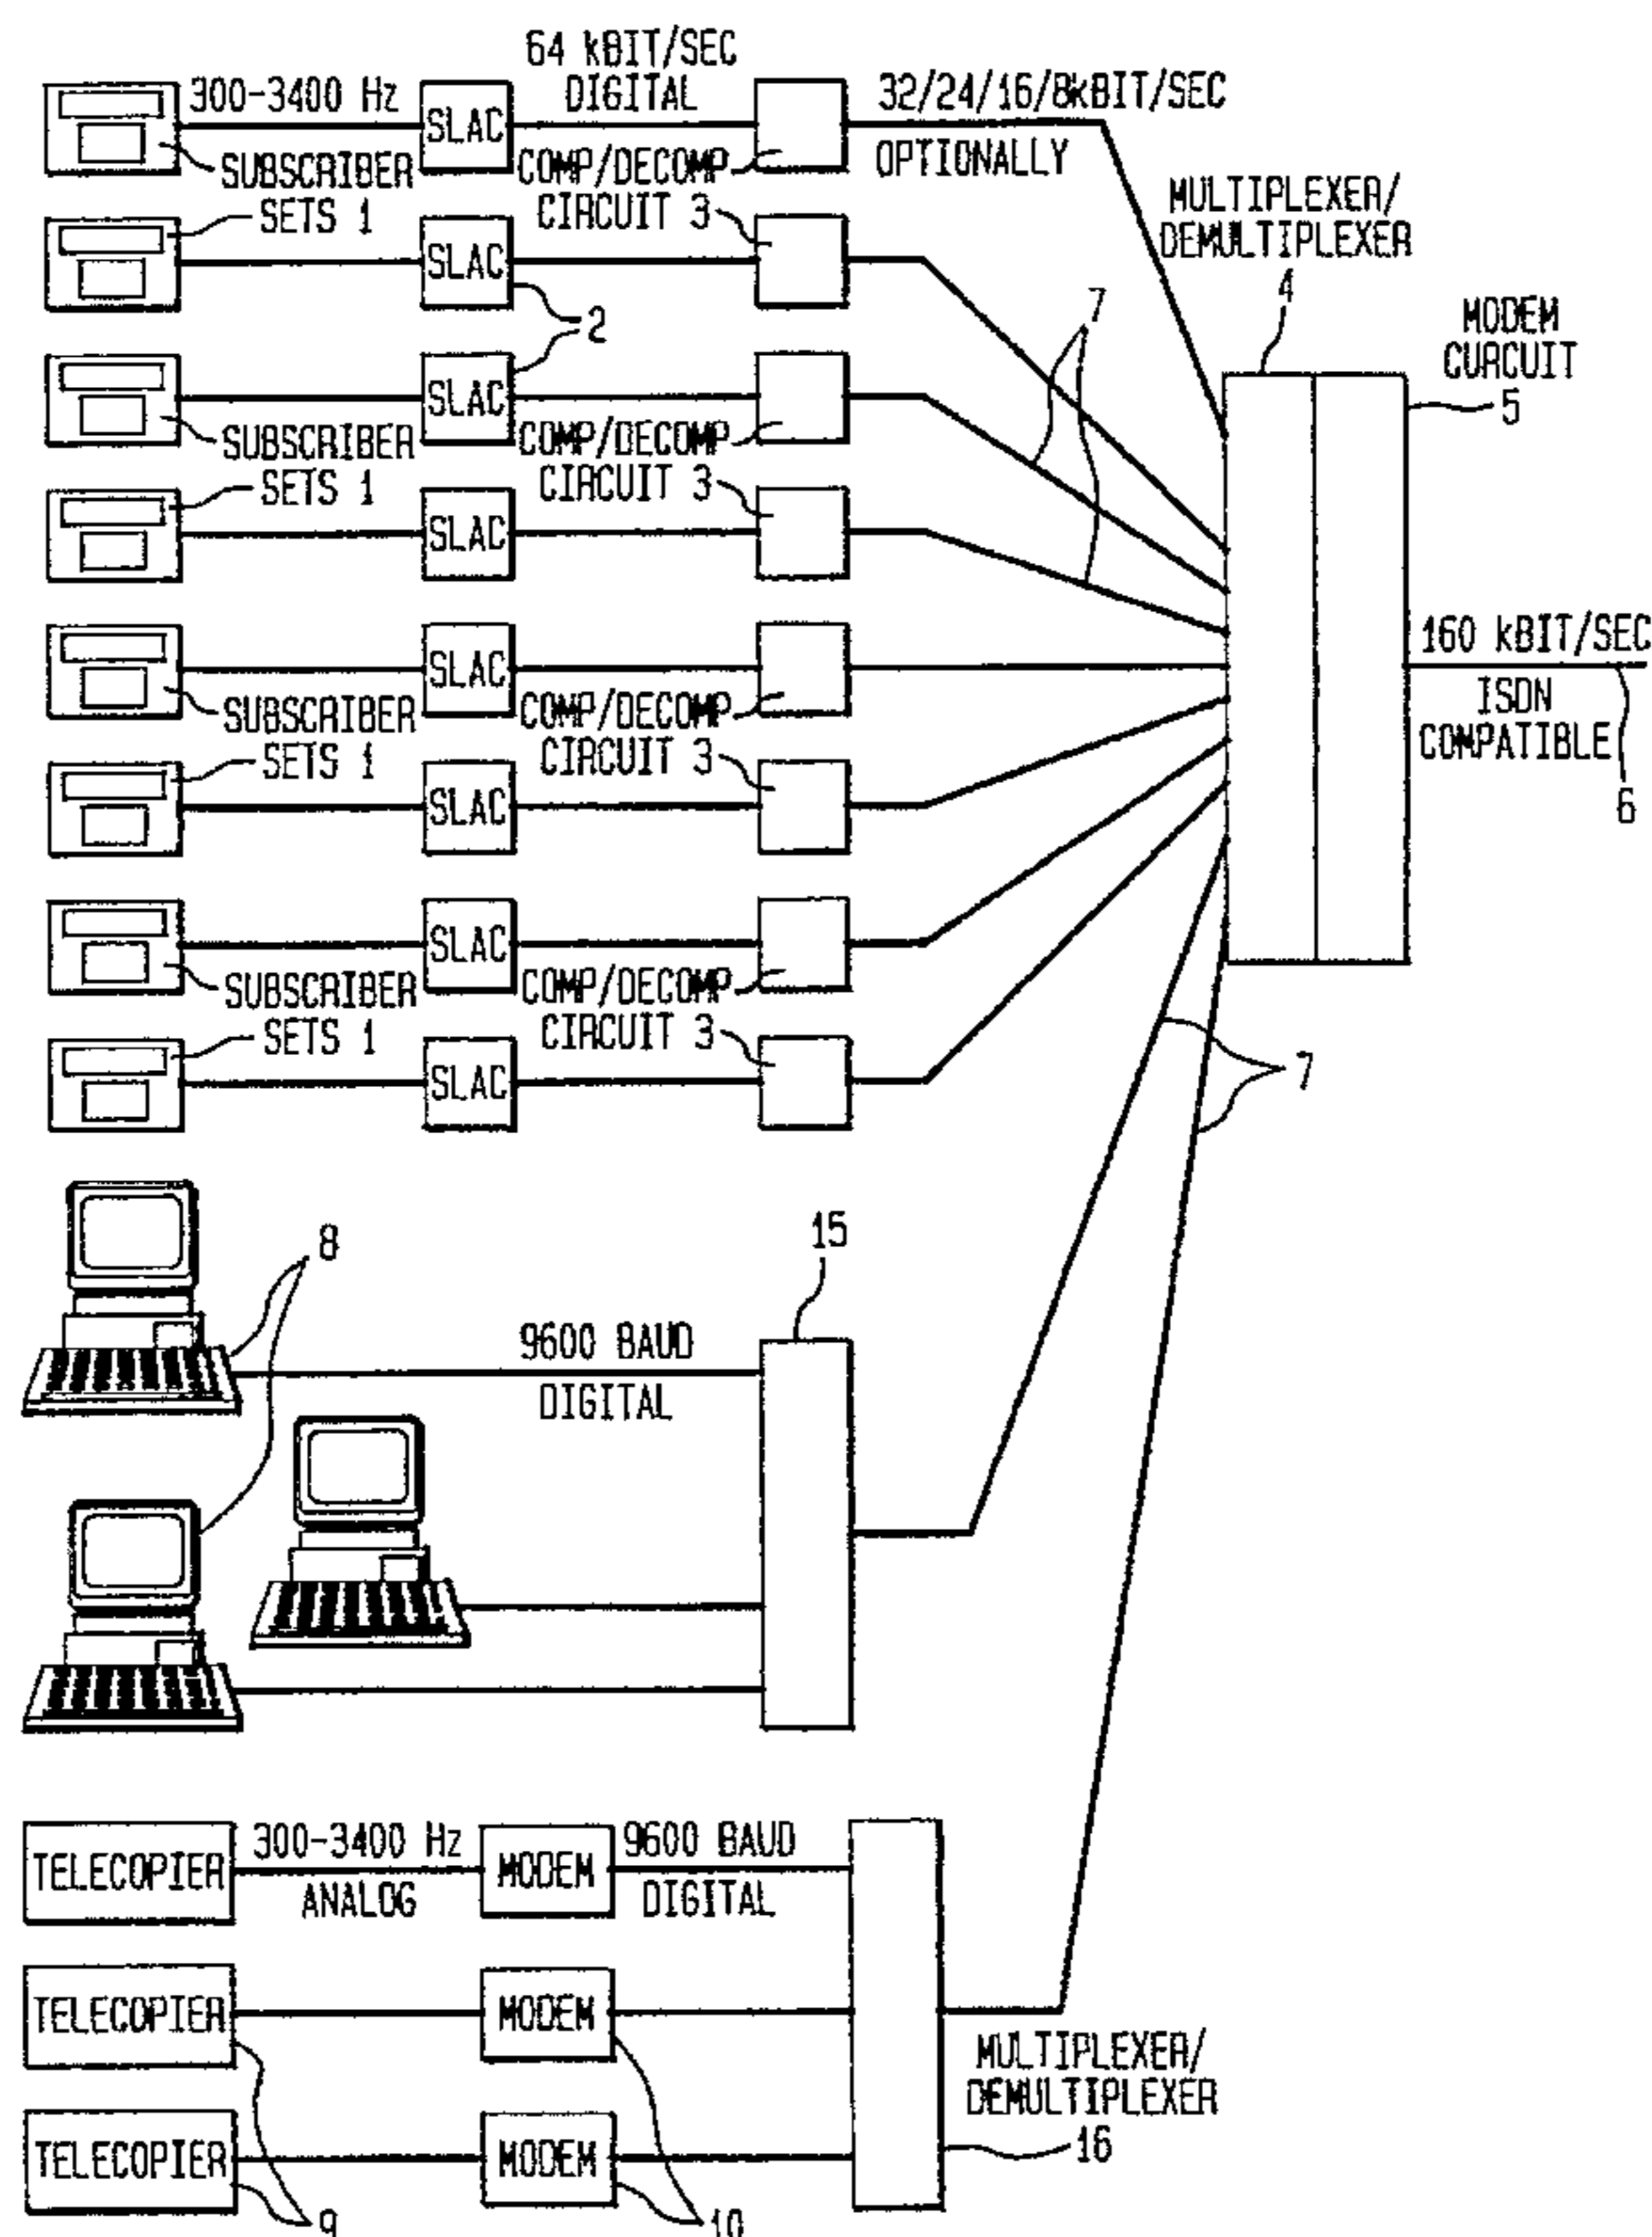 64 kBIT/SEC
DIGITAL
300-3400 Hz
SLAC
32/24/16/8kBIT/SEC
OPTIONALLY
SUBSCRIBER
SETS 1
COMP/DECOMP
CIRCUIT 3
MULTIPLEXER/
DEMULTIPLEXER
4
SLAC
2
7
MODEM
CURCUIT
5
SLAC
SUBSCRIBER
SETS 1
COMP/DECOMP
CIRCUIT 3
SLAC
160 kBIT/SEC
ISDN
COMPATIBLE
6
SLAC
SUBSCRIBER
SETS 1
COMP/DECOMP
CIRCUIT 3
SLAC
SLAC
SUBSCRIBER
SETS 1
COMP/DECOMP
CIRCUIT 3
SLAC
7
8
15
9600 BAUD
DIGITAL
TELECOPIER
300-3400 Hz
ANALOG
MODEM
9600 BAUD
DIGITAL
TELECOPIER
MODEM
MULTIPLEXER/
DEMULTIPLEXER
16
TELECOPIER
MODEM
9
10